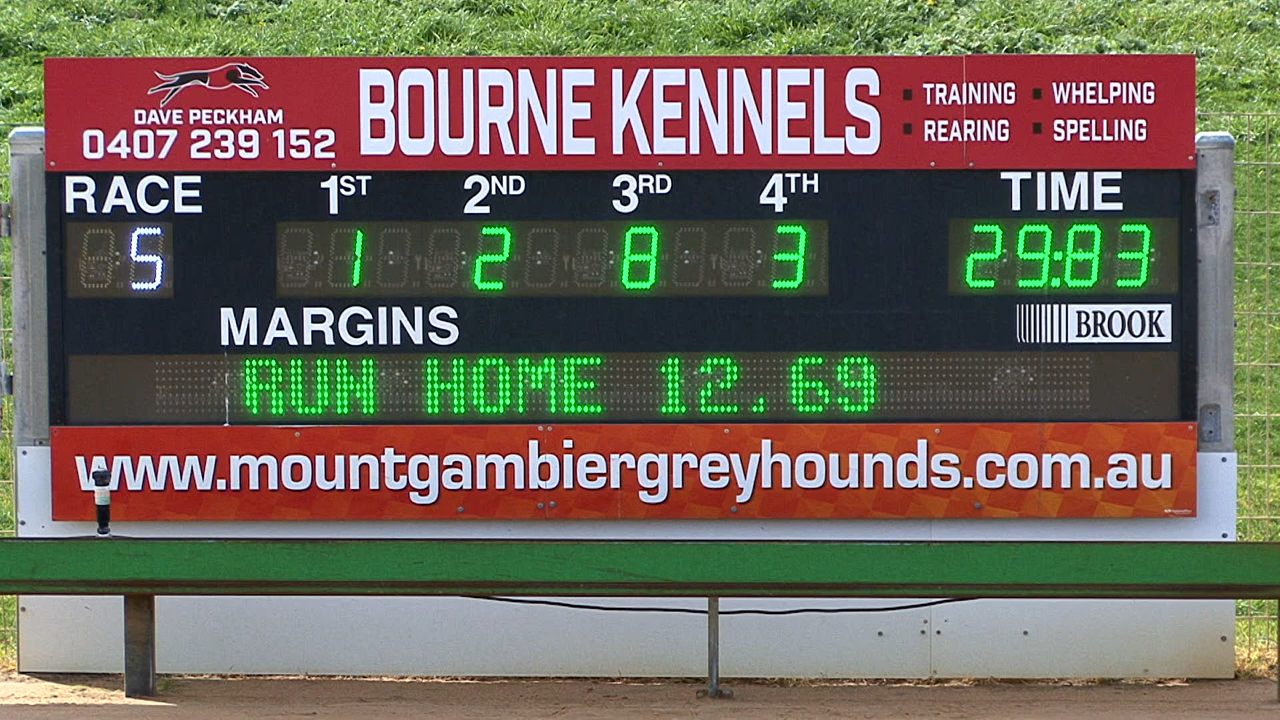 BOURNE KENNELS
DAVE PECKHAM
0407 239 152
TRAINING WHELPING
REARING SPELLING
RACE 1ST 2ND 3RD 4TH TIME
5 1 2 8 3 29:83
MARGINS
BROOK
RUN HOME 12.69
www.mountgambiergreyhounds.com.au